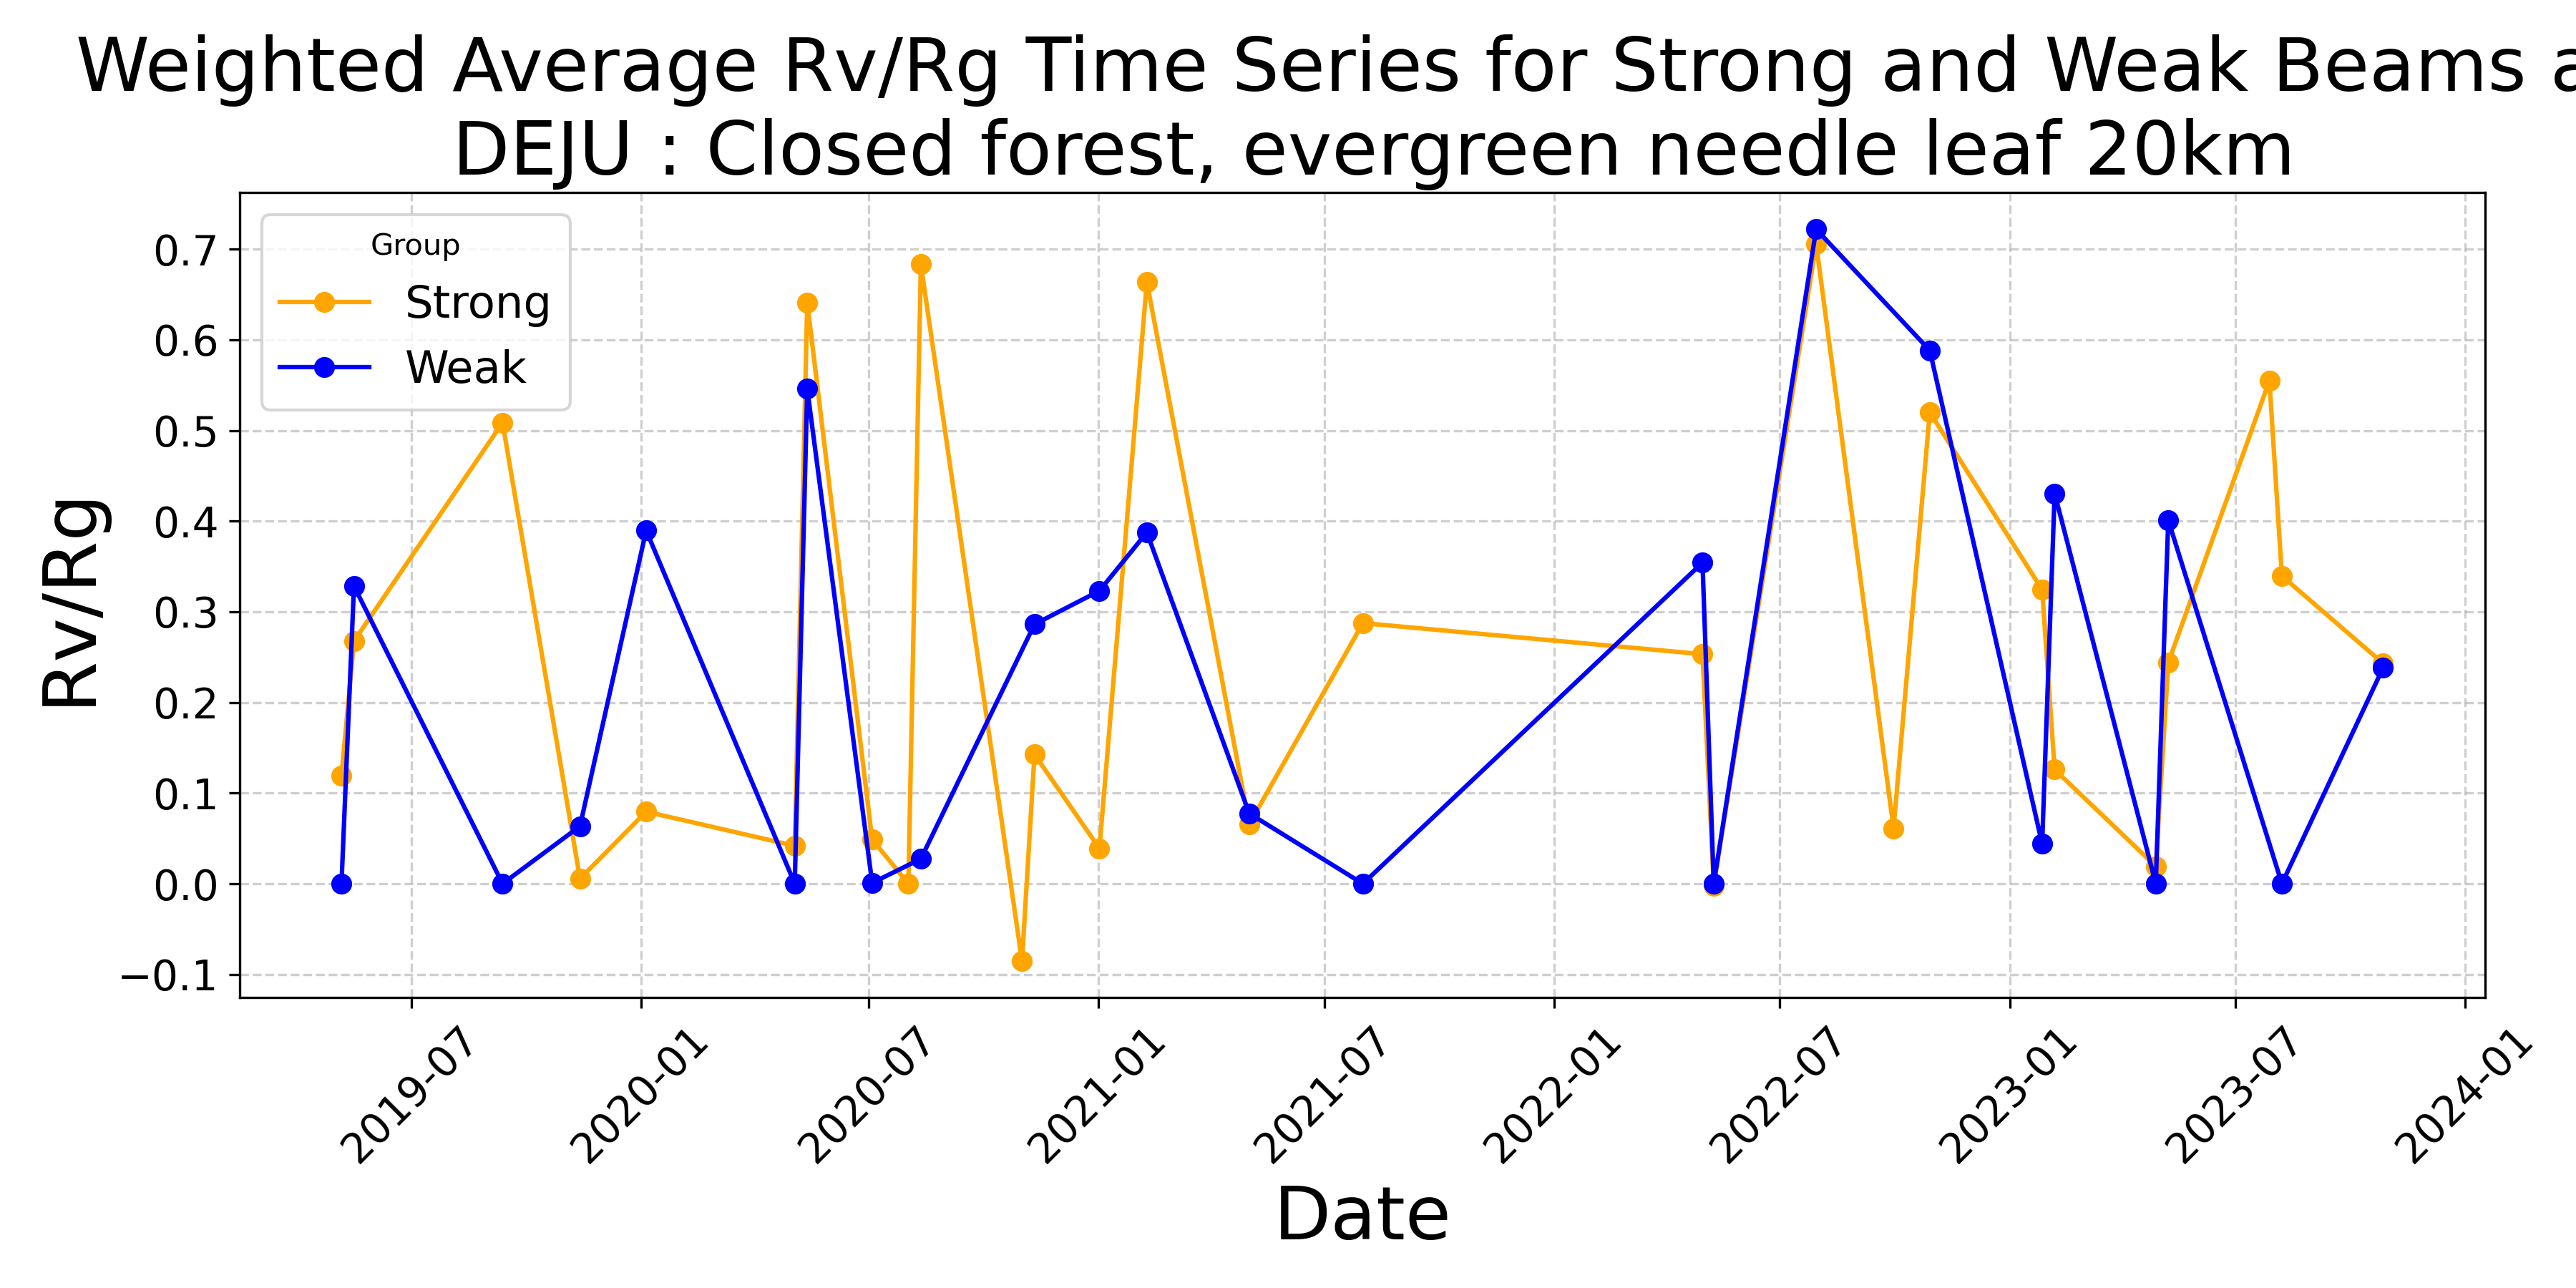 Weighted Average Rv/Rg Time Series for Strong and Weak Beams a
DEJU : Closed forest, evergreen needle leaf 20km
Group
Strong
Weak
Rv/Rg
0.7
0.6
0.5
0.4
0.3
0.2
0.1
0.0
−0.1
2019-07
2020-01
2020-07
2021-01
2021-07
2022-01
2022-07
2023-01
2023-07
2024-01
Date